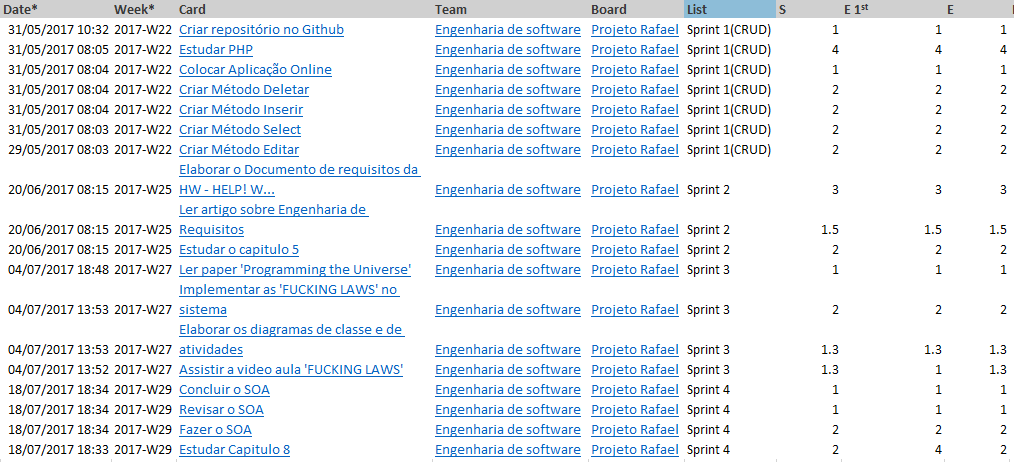 Date* Week* Card Team Board List S E 1st E
31/05/2017 10:32 2017-W22 Criar repositório no Github Engenharia de software Projeto Rafael Sprint 1(CRUD) 1 1 1
31/05/2017 08:05 2017-W22 Estudar PHP Engenharia de software Projeto Rafael Sprint 1(CRUD) 4 4 4
31/05/2017 08:04 2017-W22 Colocar Aplicação Online Engenharia de software Projeto Rafael Sprint 1(CRUD) 1 1 1
31/05/2017 08:04 2017-W22 Criar Método Deletar Engenharia de software Projeto Rafael Sprint 1(CRUD) 2 2 2
31/05/2017 08:04 2017-W22 Criar Método Inserir Engenharia de software Projeto Rafael Sprint 1(CRUD) 2 2 2
31/05/2017 08:03 2017-W22 Criar Método Select Engenharia de software Projeto Rafael Sprint 1(CRUD) 2 2 2
29/05/2017 08:03 2017-W22 Criar Método Editar Engenharia de software Projeto Rafael Sprint 1(CRUD) 2 2 2
Elaborar o Documento de requisitos da
20/06/2017 08:15 2017-W25 HW - HELP! W... Engenharia de software Projeto Rafael Sprint 2 3 3 3
Ler artigo sobre Engenharia de
20/06/2017 08:15 2017-W25 Requisitos Engenharia de software Projeto Rafael Sprint 2 1.5 1.5 1.5
20/06/2017 08:15 2017-W25 Estudar o capitulo 5 Engenharia de software Projeto Rafael Sprint 2 2 2 2
04/07/2017 18:48 2017-W27 Ler paper 'Programming the Universe' Engenharia de software Projeto Rafael Sprint 3 1 1 1
Implementar as 'FUCKING LAWS' no
04/07/2017 13:53 2017-W27 sistema Engenharia de software Projeto Rafael Sprint 3 2 2 2
Elaborar os diagramas de classe e de
04/07/2017 13:53 2017-W27 atividades Engenharia de software Projeto Rafael Sprint 3 1.3 1.3 1.3
04/07/2017 13:52 2017-W27 Assistir a video aula 'FUCKING LAWS' Engenharia de software Projeto Rafael Sprint 3 1.3 1 1.3
18/07/2017 18:34 2017-W29 Concluir o SOA Engenharia de software Projeto Rafael Sprint 4 1 1 1
18/07/2017 18:34 2017-W29 Revisar o SOA Engenharia de software Projeto Rafael Sprint 4 1 1 1
18/07/2017 18:34 2017-W29 Fazer o SOA Engenharia de software Projeto Rafael Sprint 4 2 2 2
18/07/2017 18:33 2017-W29 Estudar Capitulo 8 Engenharia de software Projeto Rafael Sprint 4 2 4 2